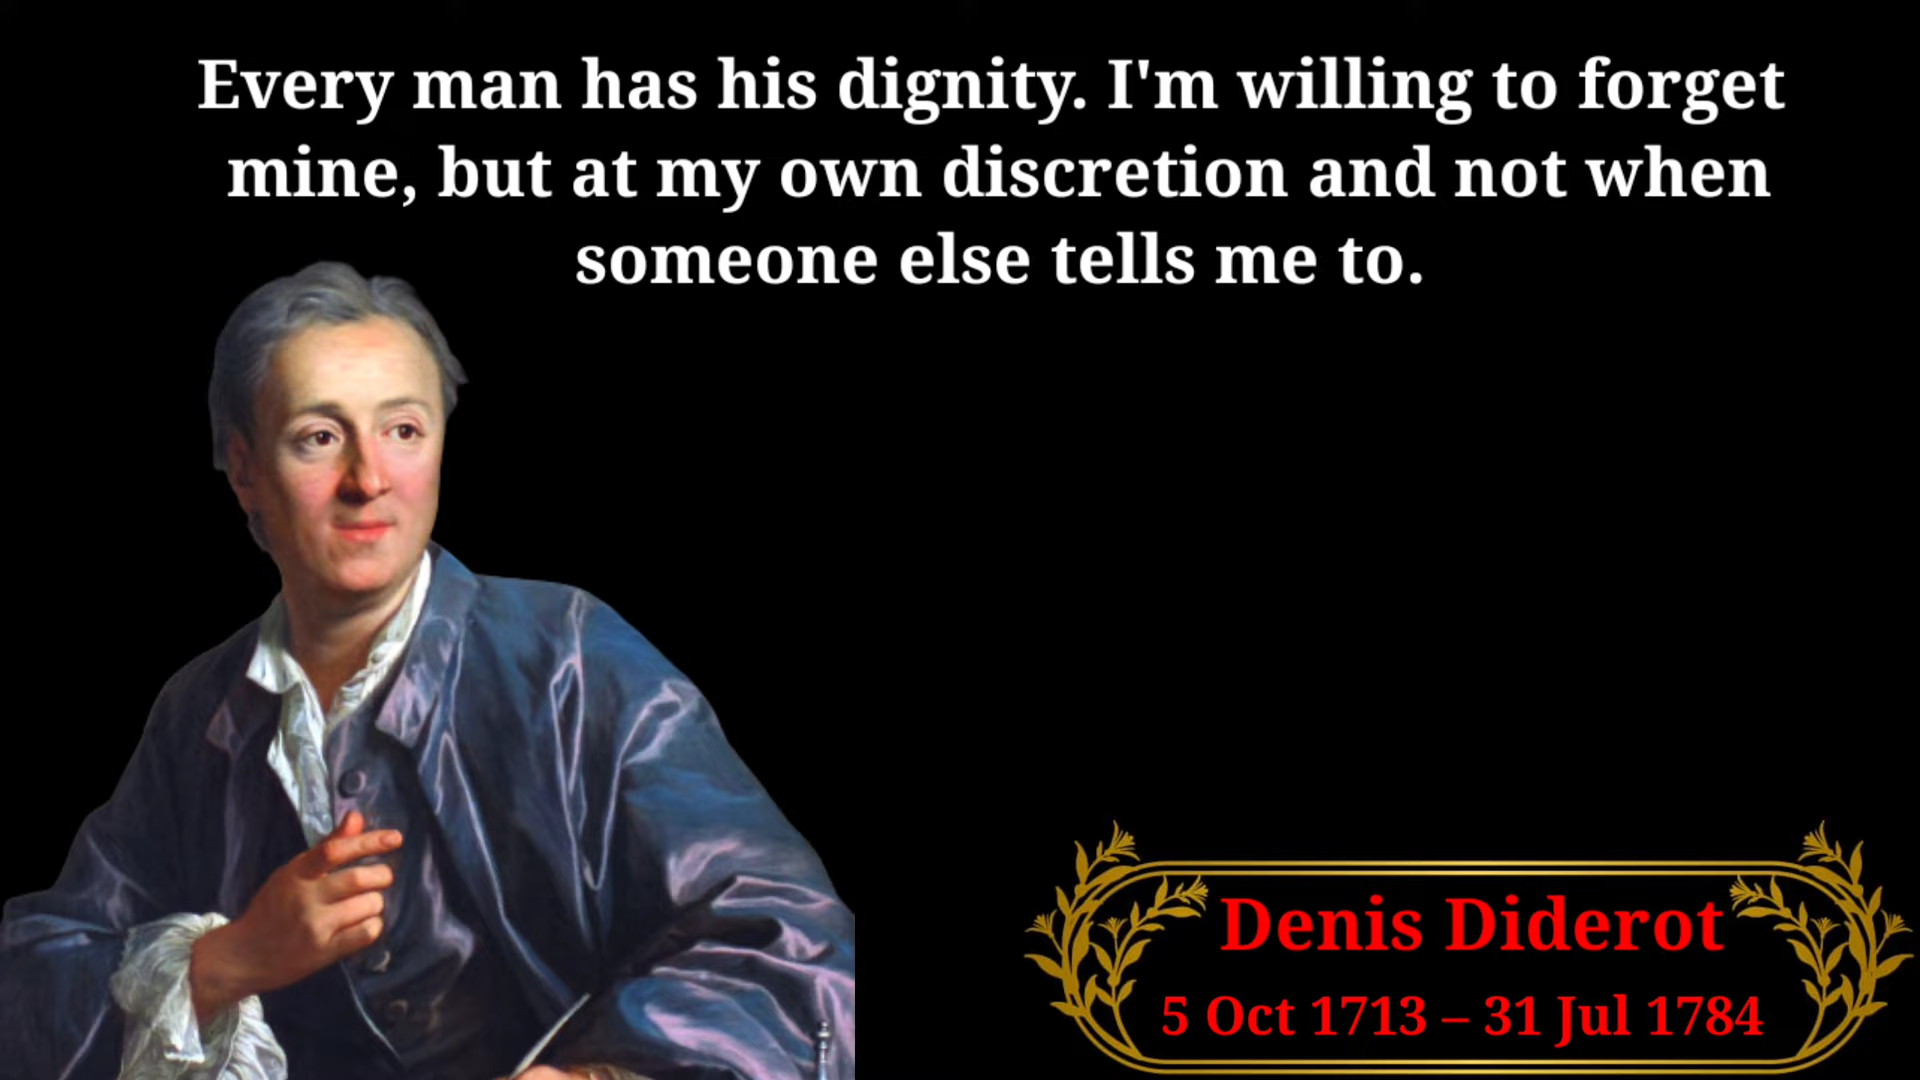 Every man has his dignity. I'm willing to forget
mine, but at my own discretion and not when
someone else tells me to.
Denis Diderot
5 Oct 1713 – 31 Jul 1784